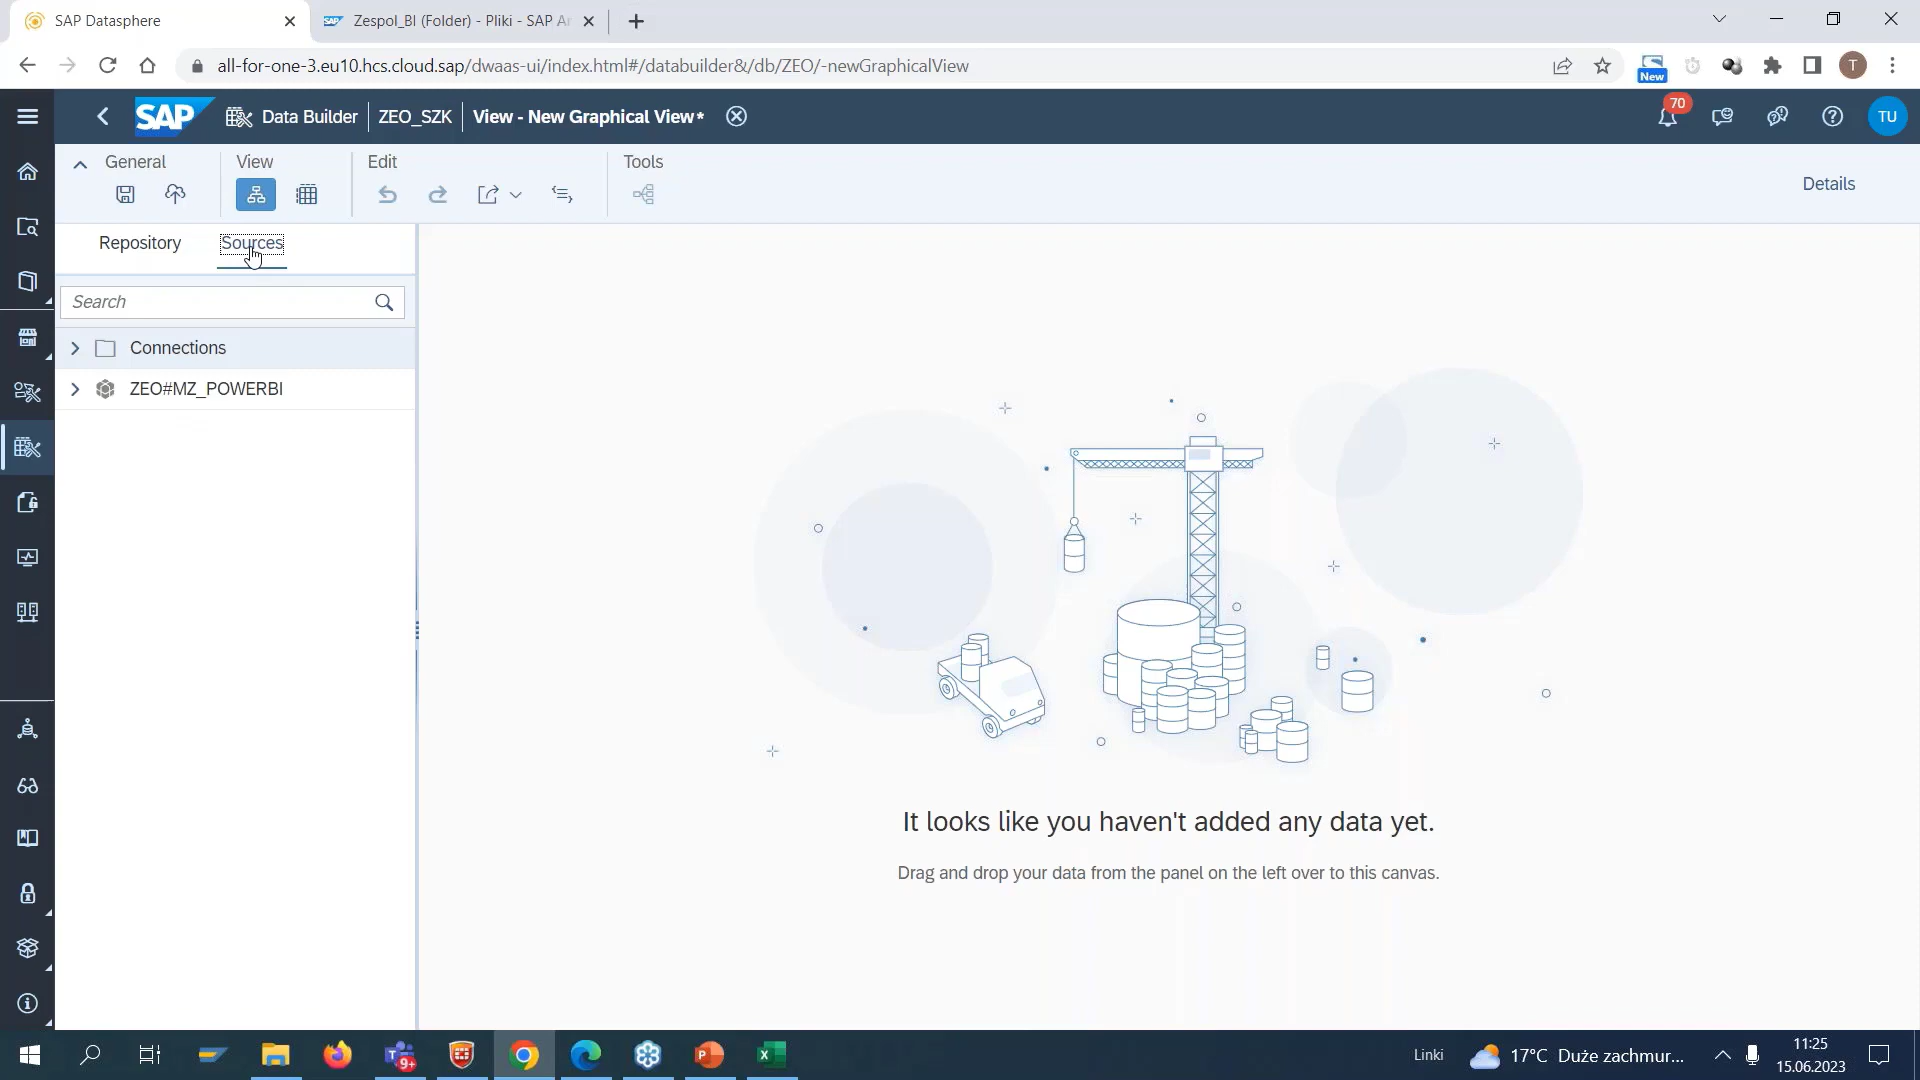 SAP Datasphere
SAP Zespol_BI (Folder) - Pliki - SAP A
all-for-one-3.eu10.hcs.cloud.sap/dwaas-ui/index.html#/databuilder&/db/ZEO/-newGraphicalView
New
T
SAP Data Builder ZEO_SZK View - New Graphical View*
70
TU
General View Edit Tools
Details
Repository Sources
Search
Connections
ZEO#MZ_POWERBI
It looks like you haven't added any data yet.
Drag and drop your data from the panel on the left over to this canvas.
9+
Linki
17°C Duże zachmur...
11:25
15.06.2023